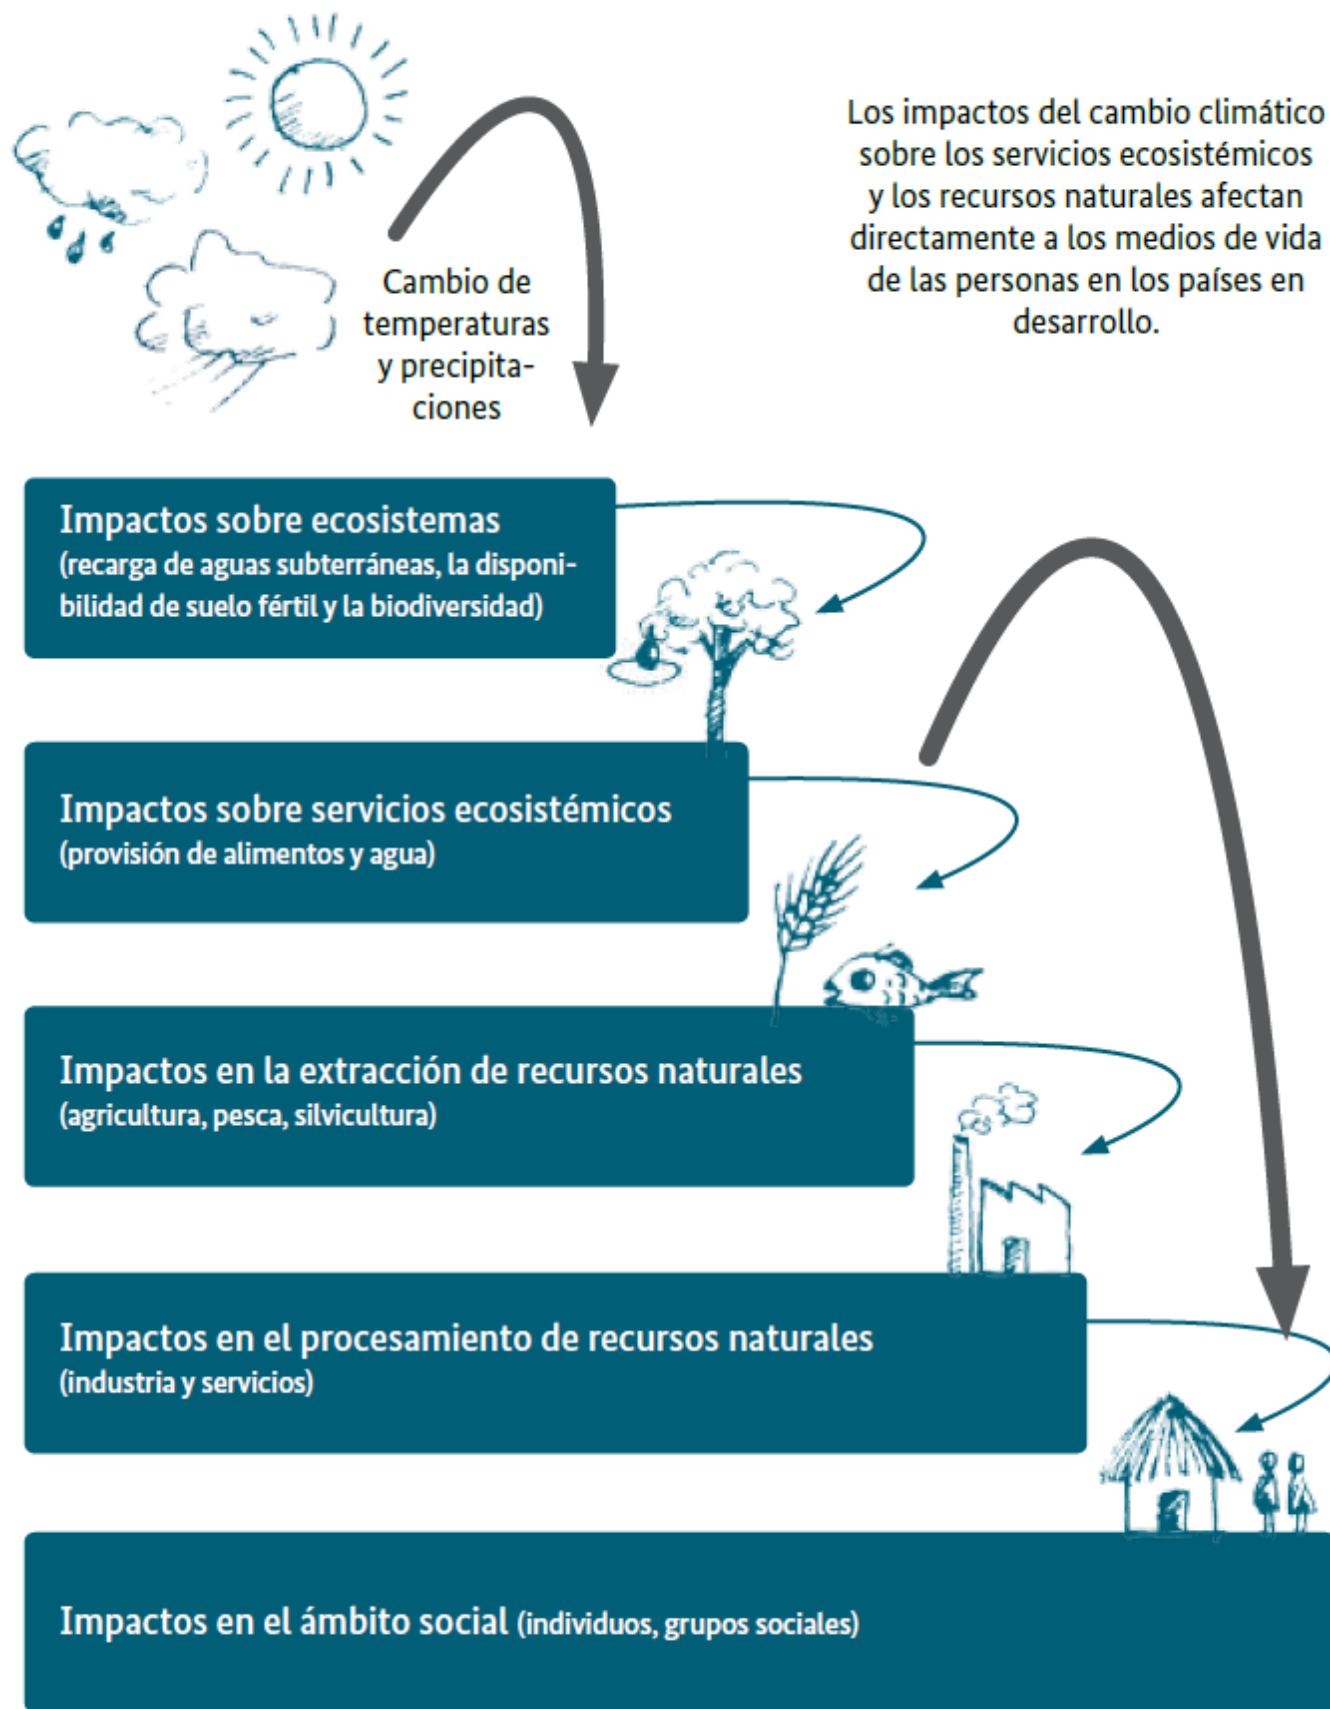 Los impactos del cambio climático
sobre los servicios ecosistémicos
y los recursos naturales afectan
directamente a los medios de vida
de las personas en los países en
desarrollo.
Cambio de
temperaturas
y precipita-
ciones
Impactos sobre ecosistemas
(recarga de aguas subterráneas, la disponi-
bilidad de suelo fértil y la biodiversidad)
Impactos sobre servicios ecosistémicos
(provisión de alimentos y agua)
Impactos en la extracción de recursos naturales
(agricultura, pesca, silvicultura)
Impactos en el procesamiento de recursos naturales
(industria y servicios)
Impactos en el ámbito social (individuos, grupos sociales)